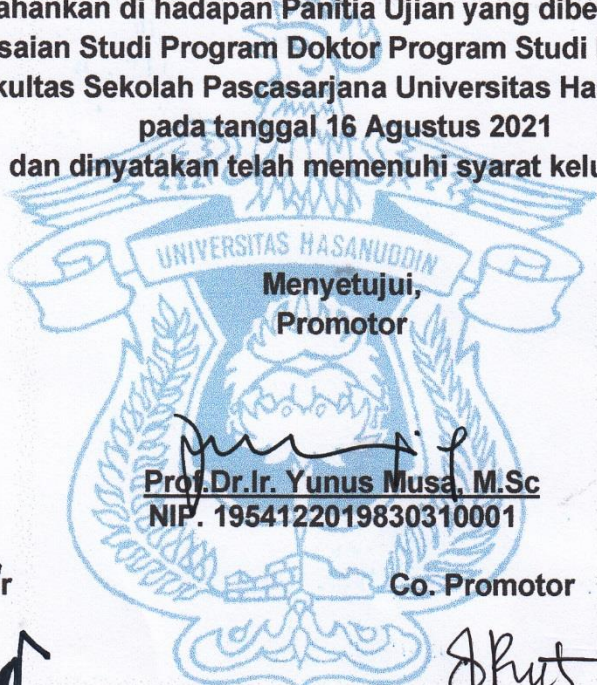 ahankan di hadapan Panitia Ujian yang dibe
saian Studi Program Doktor Program Studi
kultas Sekolah Pascasarjana Universitas Ha
pada tanggal 16 Agustus 2021
dan dinyatakan telah memenuhi syarat kelu
UNIVERSITAS HASANUDDIN
Menyetujui,
Promotor
Prof.Dr.Ir. Yunus Musa, M.Sc
NIP. 1954122019830310001
r Co. Promotor